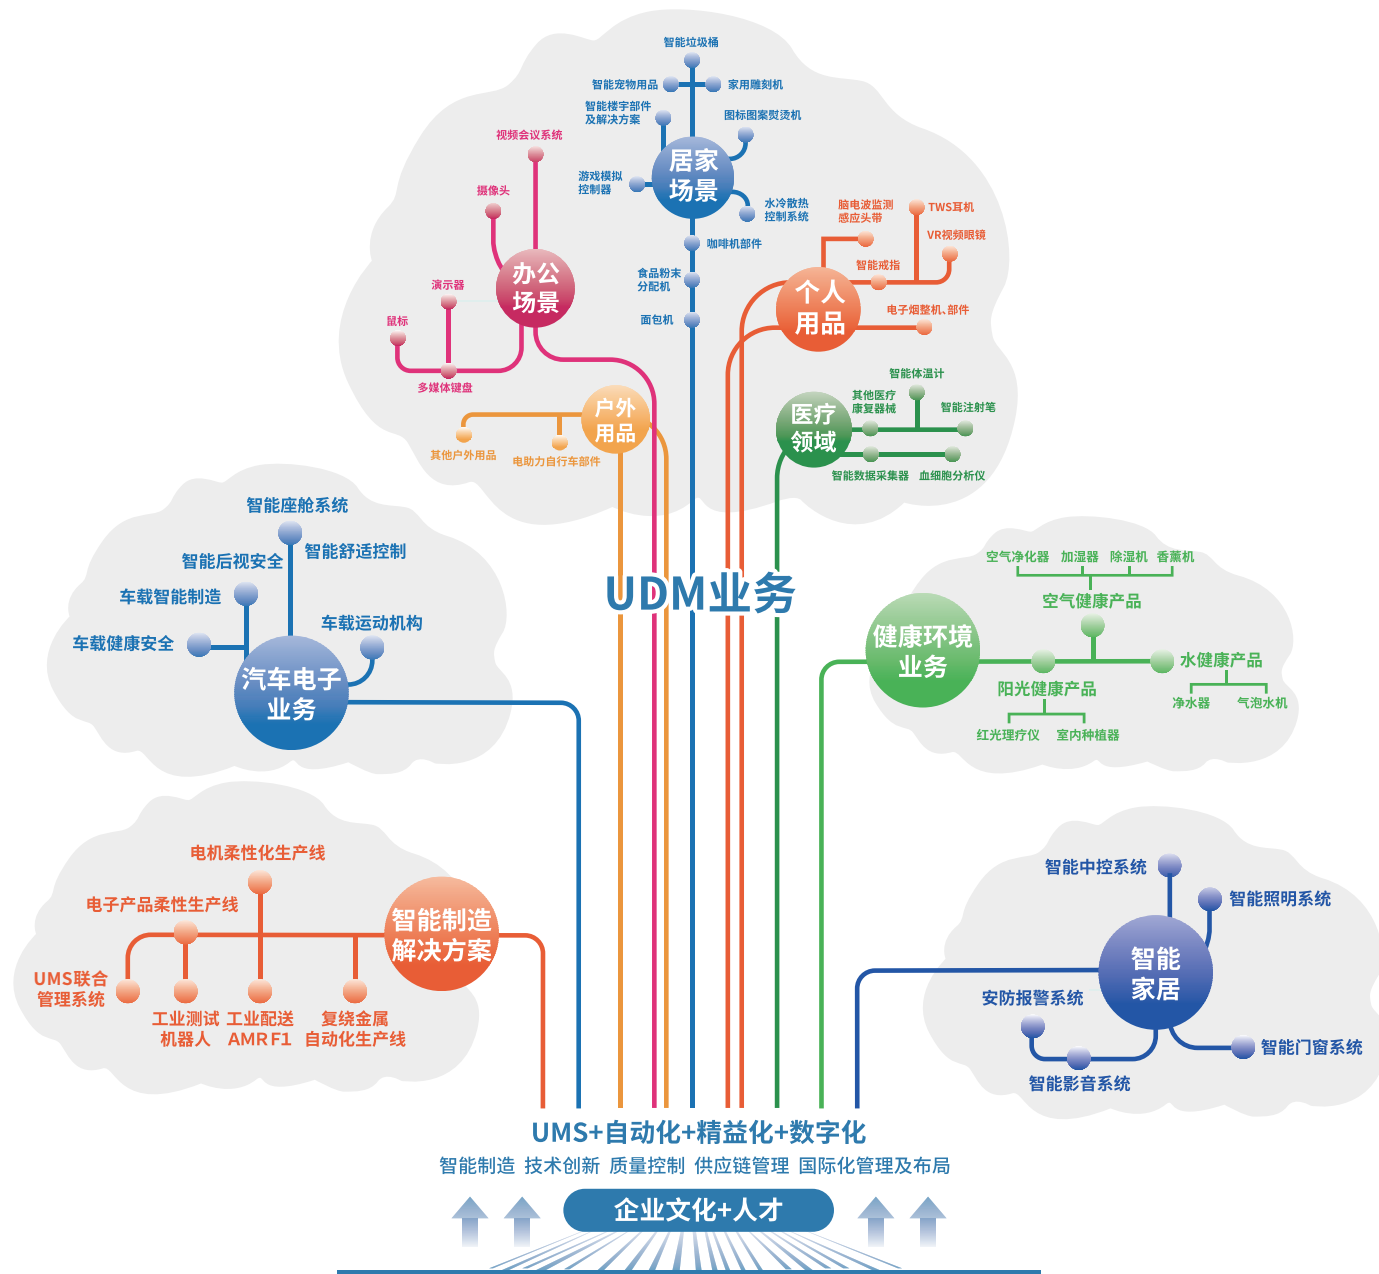 智能垃圾桶
智能宠物用品
家用雕刻机
智能楼宇部件
及解决方案
图标图案熨烫机
居家
场景
游戏模拟
控制器
水冷散热
控制系统
咖啡机部件
食品粉末
分配机
面包机
视频会议系统
摄像头
办公
场景
演示器
鼠标
多媒体键盘
户外
用品
其他户外用品
电助力自行车部件
脑电波监测
感应头带
TWS耳机
VR视频眼镜
智能戒指
个人
用品
电子烟整机、部件
医疗
领域
智能体温计
其他医疗
康复器械
智能注射笔
智能数据采集器
血细胞分析仪
UDM业务
智能座舱系统
智能后视安全
智能舒适控制
车载智能制造
车载运动机构
车载健康安全
汽车电子
业务
空气净化器
加湿器
除湿机
香薰机
空气健康产品
健康环境
业务
水健康产品
阳光健康产品
净水器
气泡水机
红光理疗仪
室内种植器
电机柔性化生产线
电子产品柔性生产线
智能制造
解决方案
UMS联合
管理系统
工业测试
机器人
工业配送
AMR F1
复绕金属
自动化生产线
智能中控系统
智能照明系统
智能
家居
安防报警系统
智能影音系统
智能门窗系统
UMS+自动化+精益化+数字化
智能制造 技术创新 质量控制 供应链管理 国际化管理及布局
企业文化+人才